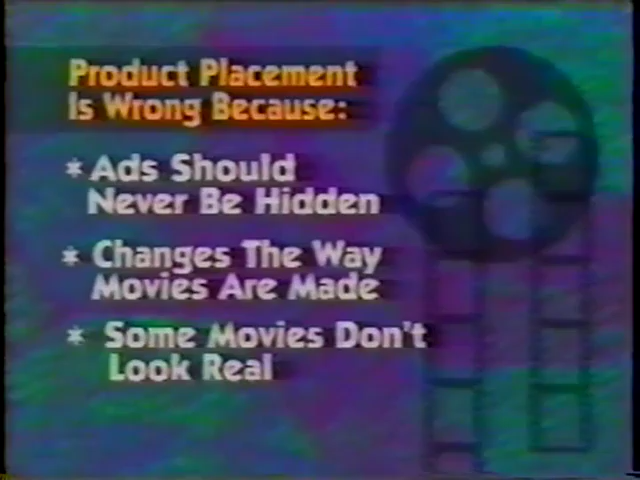 Product Placement
Is Wrong Because:
* Ads Should
Never Be Hidden
* Changes The Way
Movies Are Made
* Some Movies Don't
Look Real